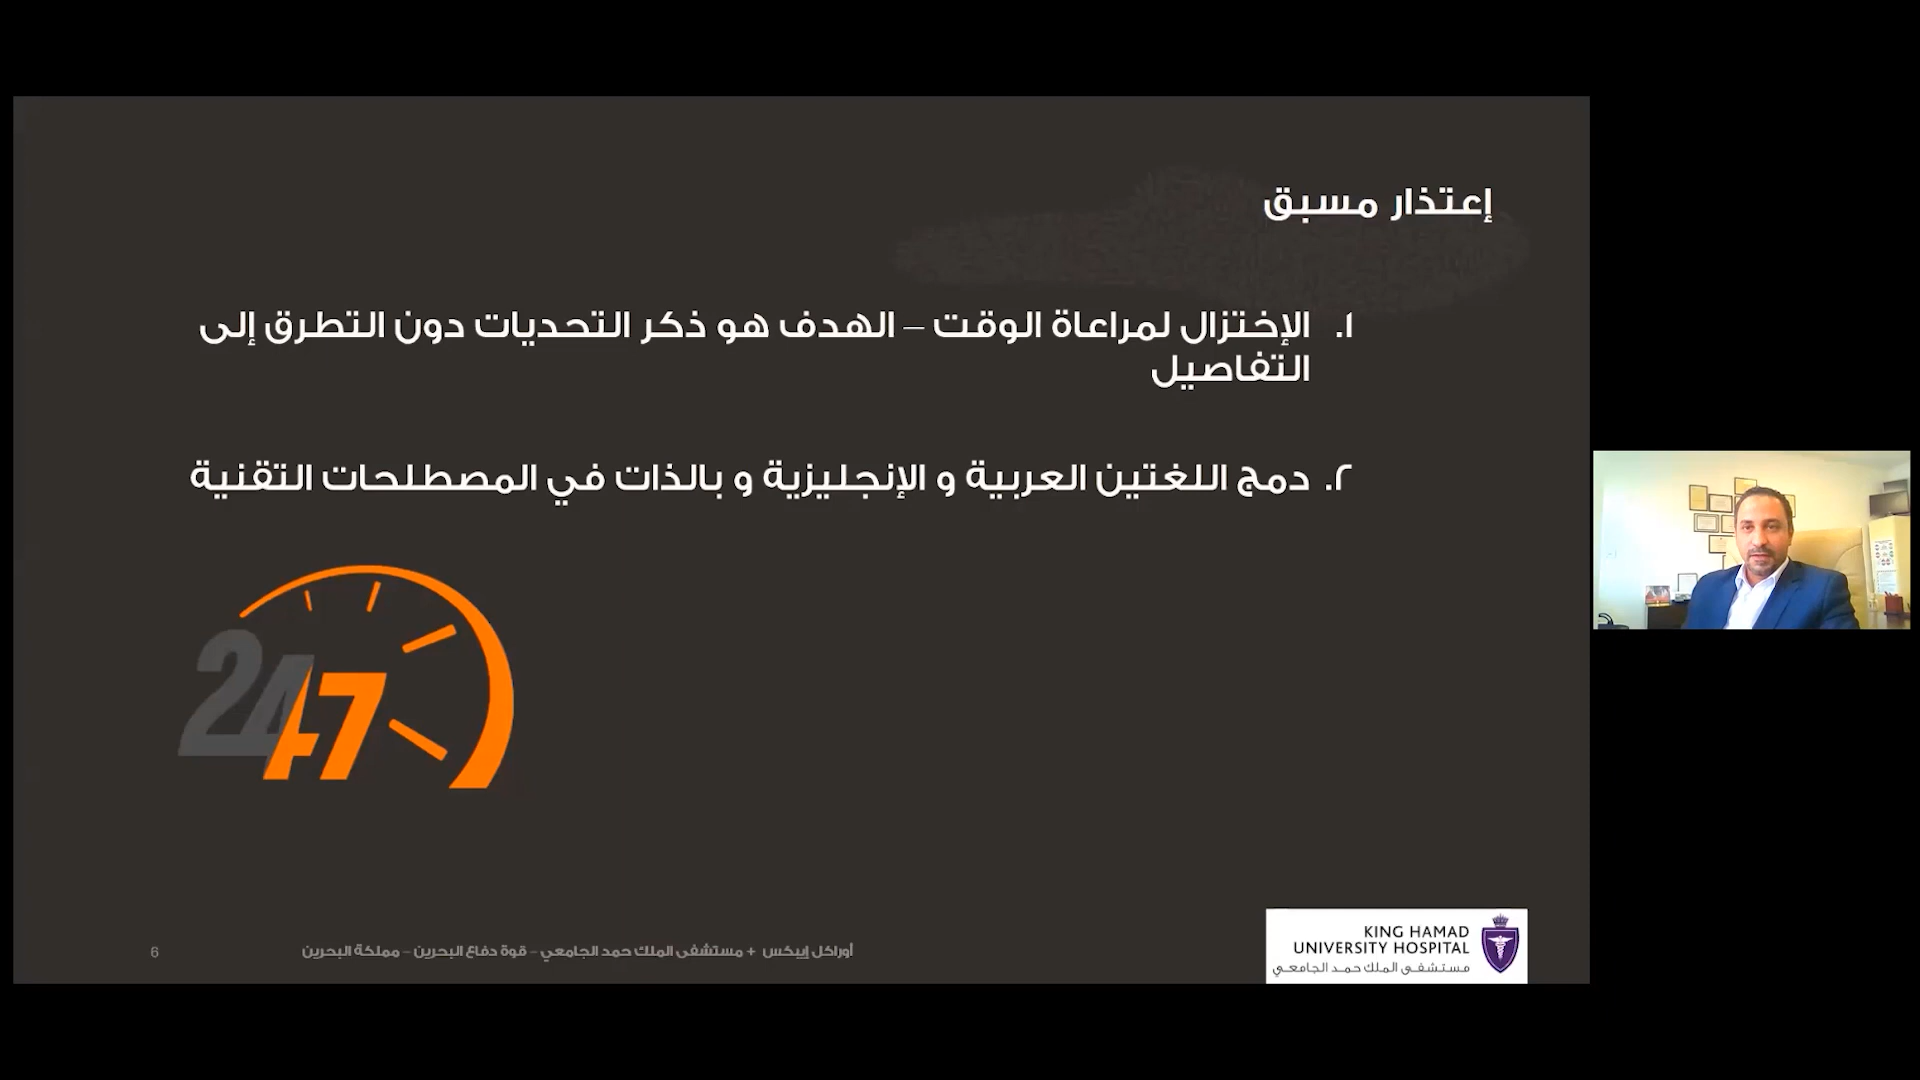 إعتذار مسبق
١. الإختزال لمراعاة الوقت – الهدف هو ذكر التحديات دون التطرق إلى
التفاصيل
٢. دمج اللغتين العربية و الإنجليزية و بالذات في المصطلحات التقنية
247
KING HAMAD
UNIVERSITY HOSPITAL
مستشفى الملك حمد الجامعي
أوراكل إيبكس + مستشفى الملك حمد الجامعي – قوة دفاع البحرين – مملكة البحرين
6